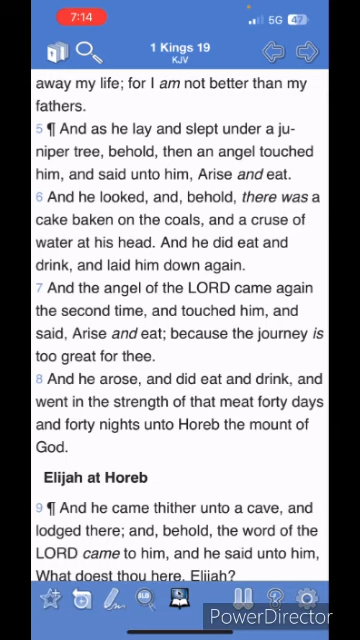 7:14
5G 47
1 Kings 19
KJV
away my life; for I am not better than my
fathers.
5 ¶ And as he lay and slept under a ju-
niper tree, behold, then an angel touched
him, and said unto him, Arise and eat.
6 And he looked, and, behold, there was a
cake baken on the coals, and a cruse of
water at his head. And he did eat and
drink, and laid him down again.
7 And the angel of the LORD came again
the second time, and touched him, and
said, Arise and eat; because the journey is
too great for thee.
8 And he arose, and did eat and drink, and
went in the strength of that meat forty days
and forty nights unto Horeb the mount of
God.
Elijah at Horeb
9 ¶ And he came thither unto a cave, and
lodged there; and, behold, the word of the
LORD came to him, and he said unto him,
What doest thou here, Elijah?
PowerDirector